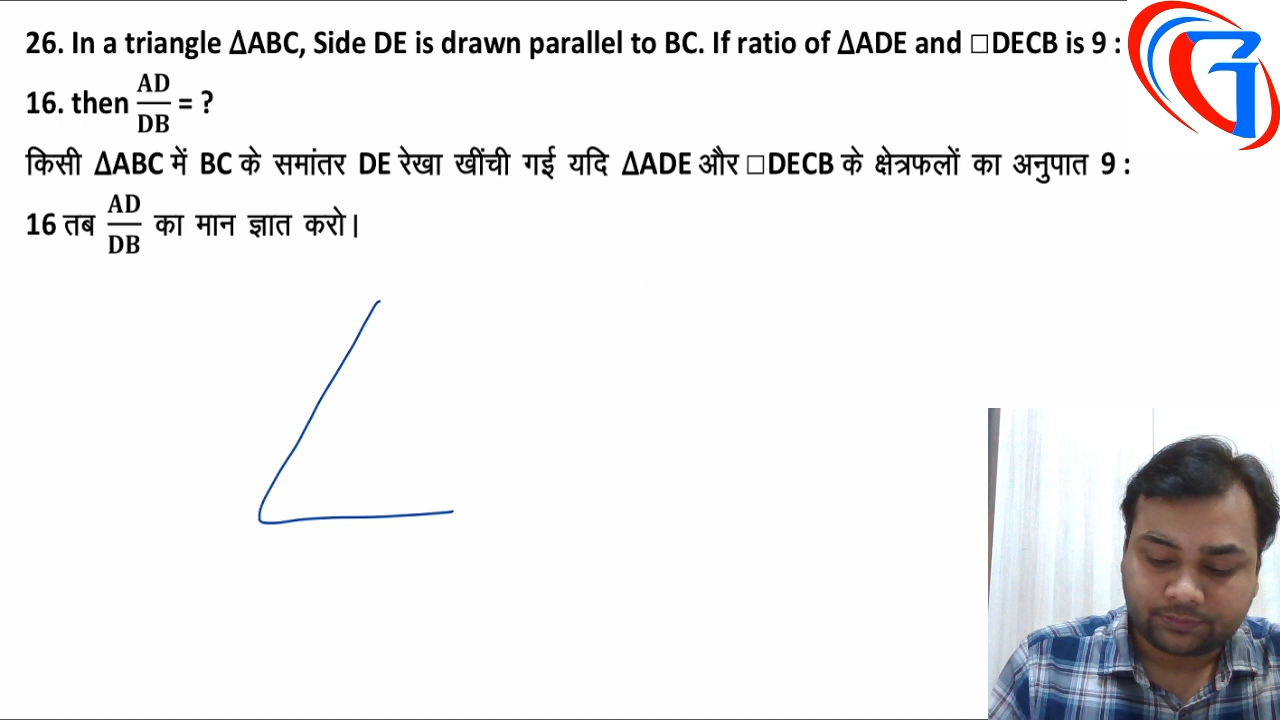 26. In a triangle ΔABC, Side DE is drawn parallel to BC. If ratio of ΔADE and □DECB is 9 :
16. then AD/DB = ?
किसी ΔABC में BC के समांतर DE रेखा खींची गई यदि ΔADE और □DECB के क्षेत्रफलों का अनुपात 9 :
16 तब AD/DB का मान ज्ञात करो।